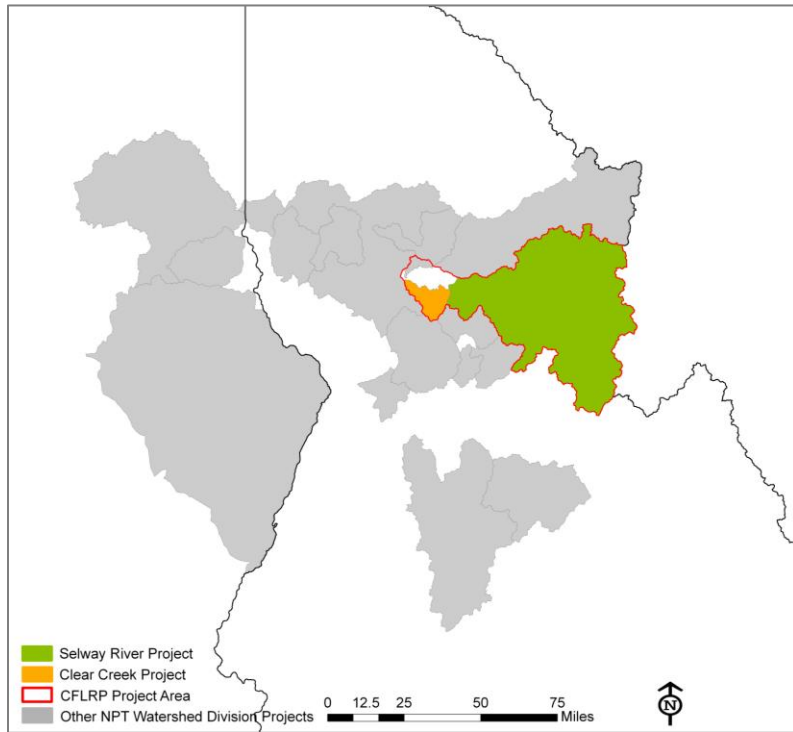 Selway River Project
Clear Creek Project
CFLRP Project Area
Other NPT Watershed Division Projects
0 12.5 25 50 75
Miles
N